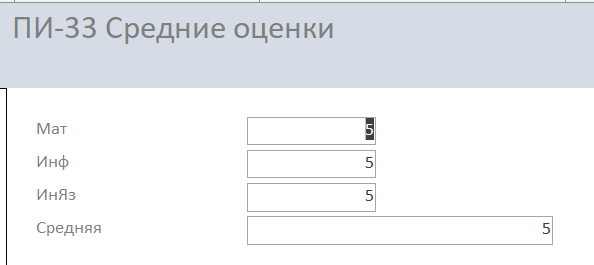 ПИ-33 Средние оценки
Мат 5
Инф 5
ИнЯз 5
Средняя 5